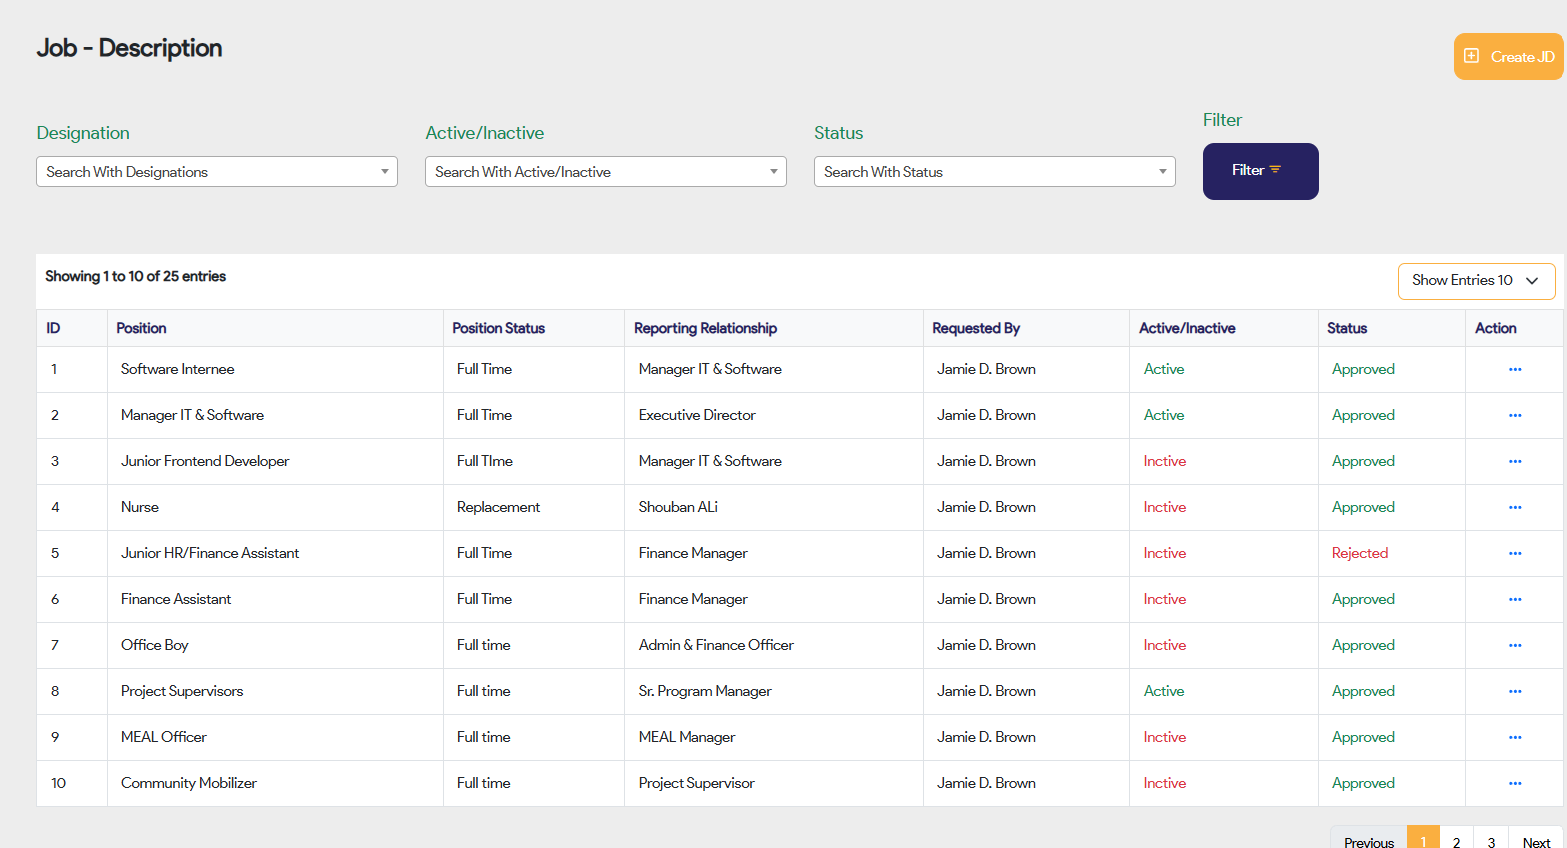 Job - Description
Create JD
Designation Active/Inactive Status Filter
Search With Designations Search With Active/Inactive Search With Status Filter
Showing 1 to 10 of 25 entries Show Entries 10
ID Position Position Status Reporting Relationship Requested By Active/Inactive Status Action
1 Software Internee Full Time Manager IT & Software Jamie D. Brown Active Approved
2 Manager IT & Software Full Time Executive Director Jamie D. Brown Active Approved
3 Junior Frontend Developer Full TIme Manager IT & Software Jamie D. Brown Inctive Approved
4 Nurse Replacement Shouban ALi Jamie D. Brown Inctive Approved
5 Junior HR/Finance Assistant Full Time Finance Manager Jamie D. Brown Inctive Rejected
6 Finance Assistant Full Time Finance Manager Jamie D. Brown Inctive Approved
7 Office Boy Full time Admin & Finance Officer Jamie D. Brown Inctive Approved
8 Project Supervisors Full time Sr. Program Manager Jamie D. Brown Active Approved
9 MEAL Officer Full time MEAL Manager Jamie D. Brown Inctive Approved
10 Community Mobilizer Full time Project Supervisor Jamie D. Brown Inctive Approved
Previous 1 2 3 Next